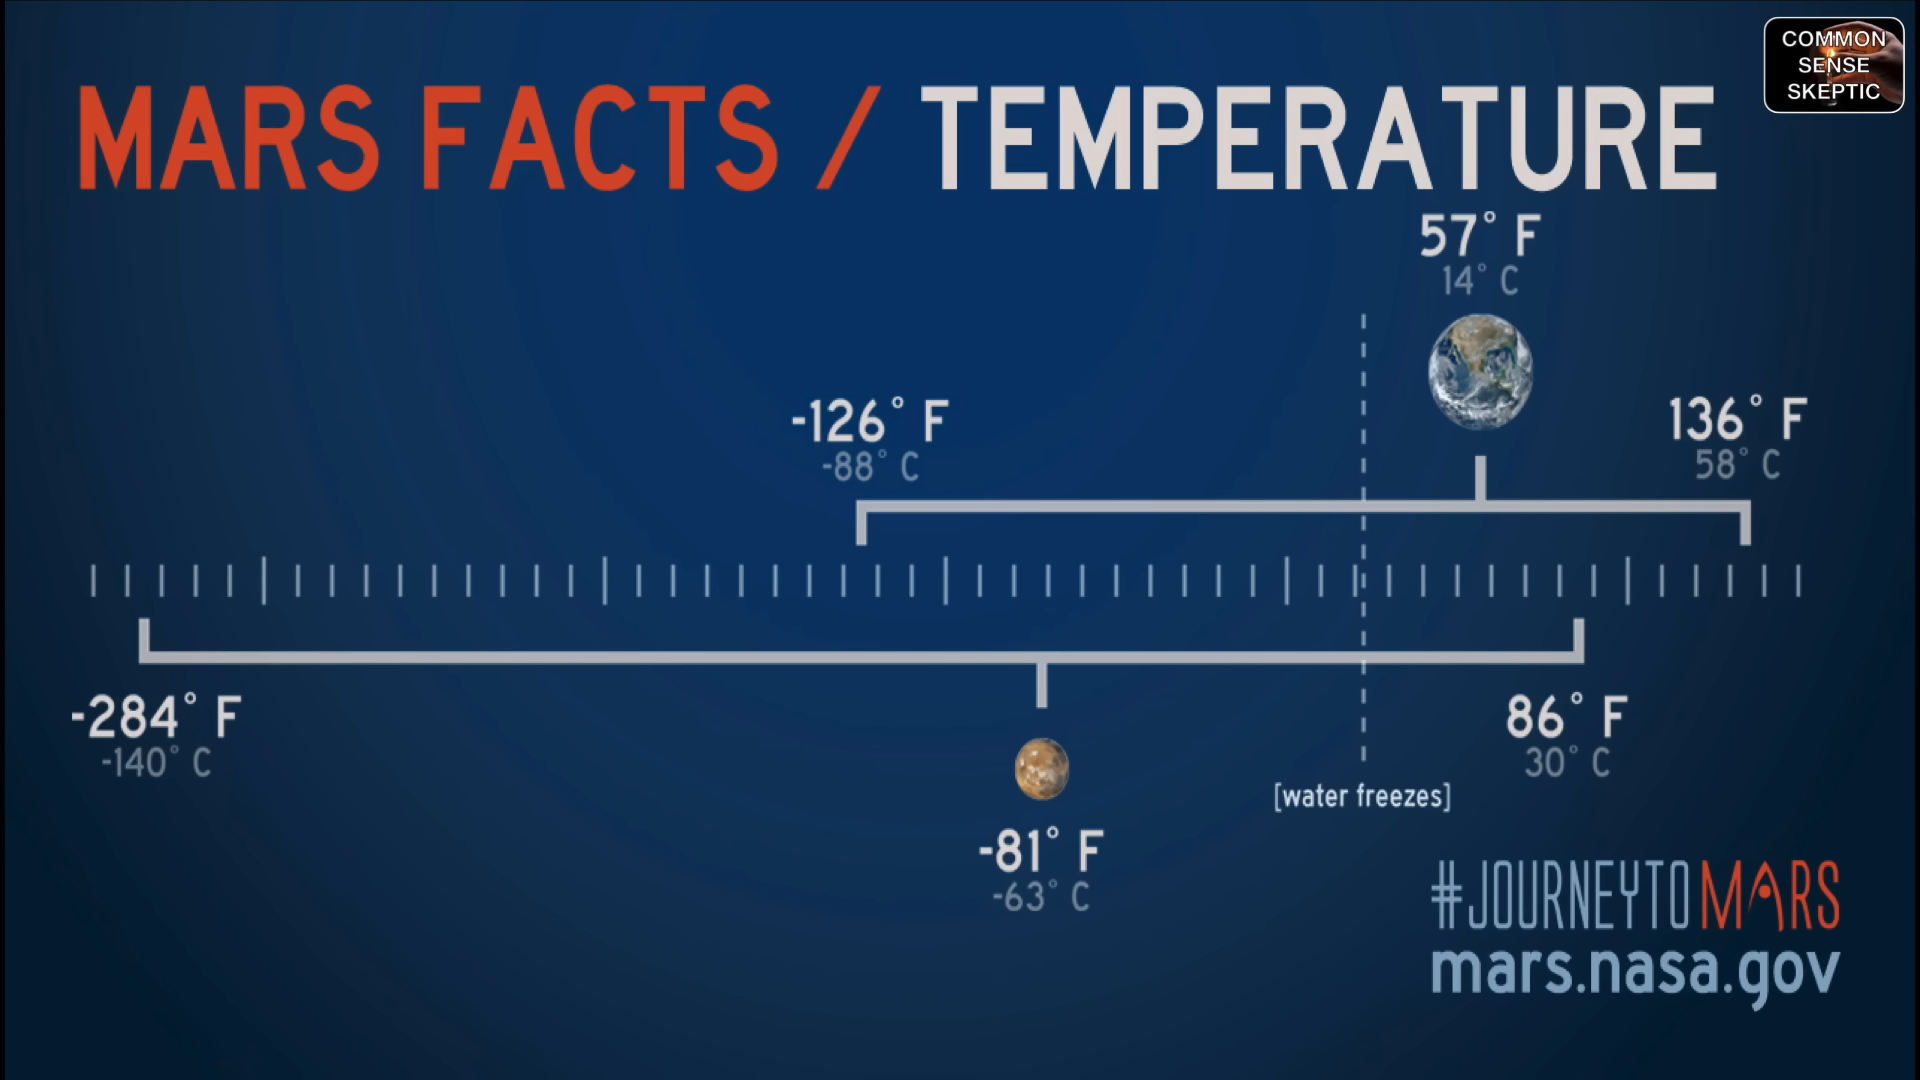 COMMON
SENSE
SKEPTIC
MARS FACTS / TEMPERATURE
57° F
14° C
-126° F
-88° C
136° F
58° C
-284° F
-140° C
86° F
30° C
[water freezes]
-81° F
-63° C
#JOURNEYTOMARS
mars.nasa.gov